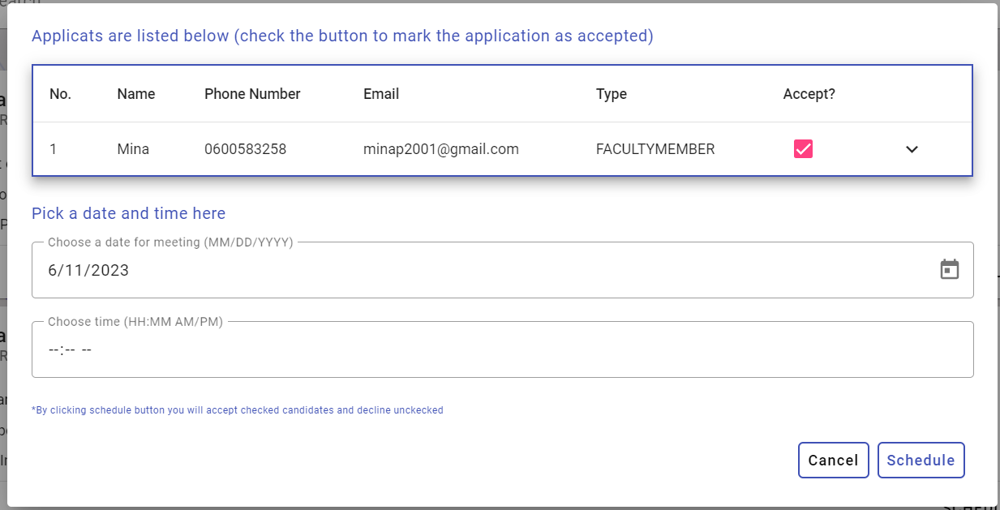 Applicats are listed below (check the button to mark the application as accepted)
No. Name Phone Number Email Type Accept?
1 Mina 0600583258 minap2001@gmail.com FACULTYMEMBER
Pick a date and time here
Choose a date for meeting (MM/DD/YYYY)
6/11/2023
Choose time (HH:MM AM/PM)
--:-- --
*By clicking schedule button you will accept checked candidates and decline unckecked
Cancel Schedule